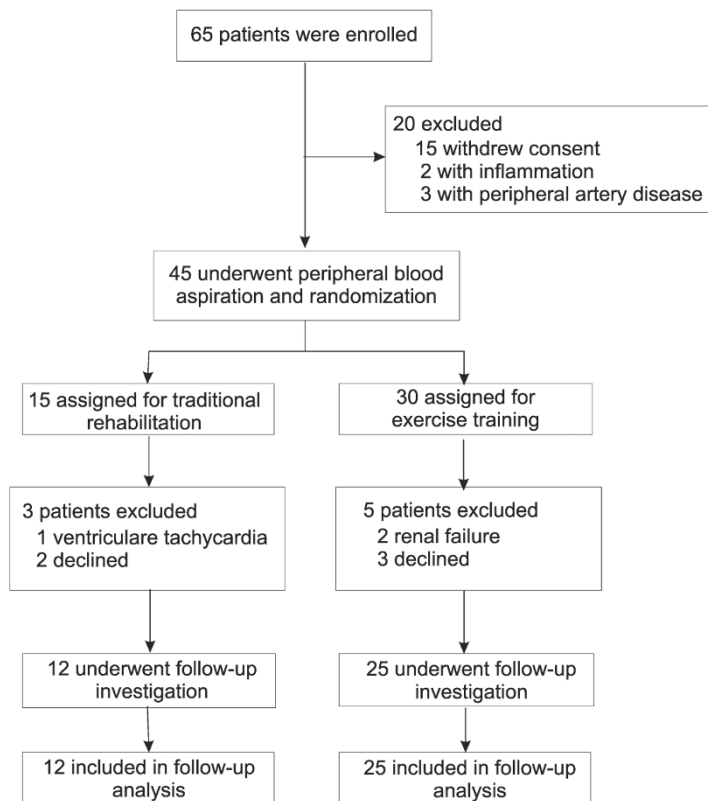 65 patients were enrolled
20 excluded
15 withdrew consent
2 with inflammation
3 with peripheral artery disease
45 underwent peripheral blood
aspiration and randomization
15 assigned for traditional
rehabilitation
30 assigned for
exercise training
3 patients excluded
1 ventriculare tachycardia
2 declined
5 patients excluded
2 renal failure
3 declined
12 underwent follow-up
investigation
25 underwent follow-up
investigation
12 included in follow-up
analysis
25 included in follow-up
analysis